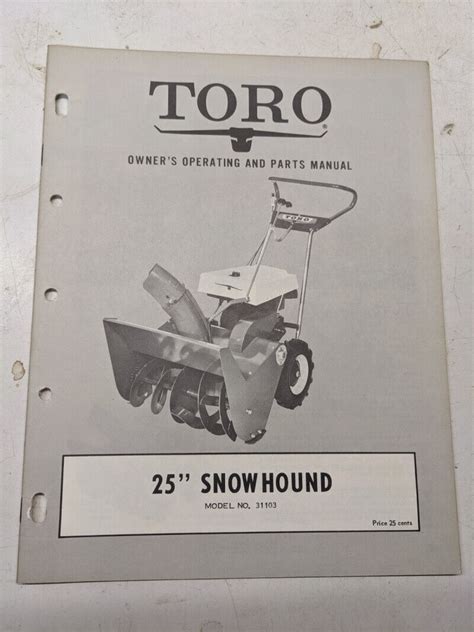 TORO
®
OWNER'S OPERATING AND PARTS MANUAL
TORO
25" SNOWHOUND
MODEL NO. 31103
Price 25 cents